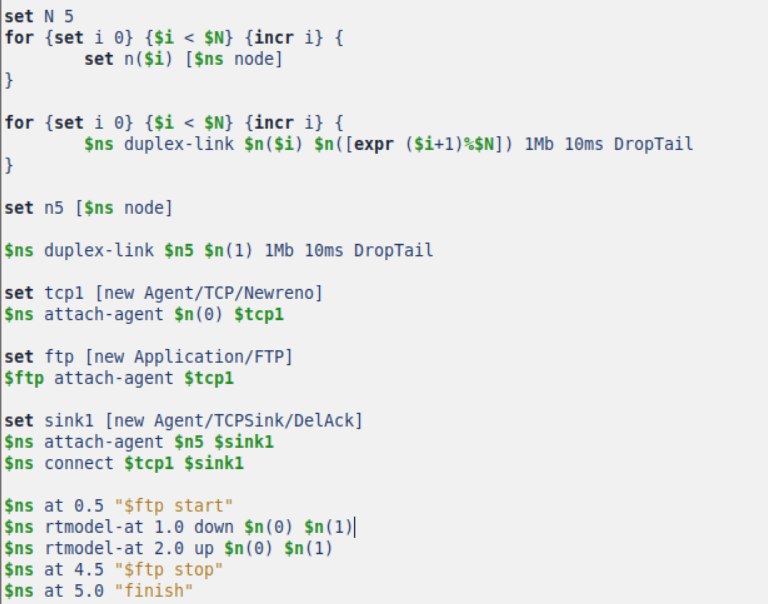 set N 5
for {set i 0} {$i < $N} {incr i} {
        set n($i) [$ns node]
}
for {set i 0} {$i < $N} {incr i} {
        $ns duplex-link $n($i) $n([expr ($i+1)%$N]) 1Mb 10ms DropTail
}
set n5 [$ns node]
$ns duplex-link $n5 $n(1) 1Mb 10ms DropTail
set tcp1 [new Agent/TCP/Newreno]
$ns attach-agent $n(0) $tcp1
set ftp [new Application/FTP]
$ftp attach-agent $tcp1
set sink1 [new Agent/TCPSink/DelAck]
$ns attach-agent $n5 $sink1
$ns connect $tcp1 $sink1
$ns at 0.5 "$ftp start"
$ns rtmodel-at 1.0 down $n(0) $n(1)
$ns rtmodel-at 2.0 up $n(0) $n(1)
$ns at 4.5 "$ftp stop"
$ns at 5.0 "finish"